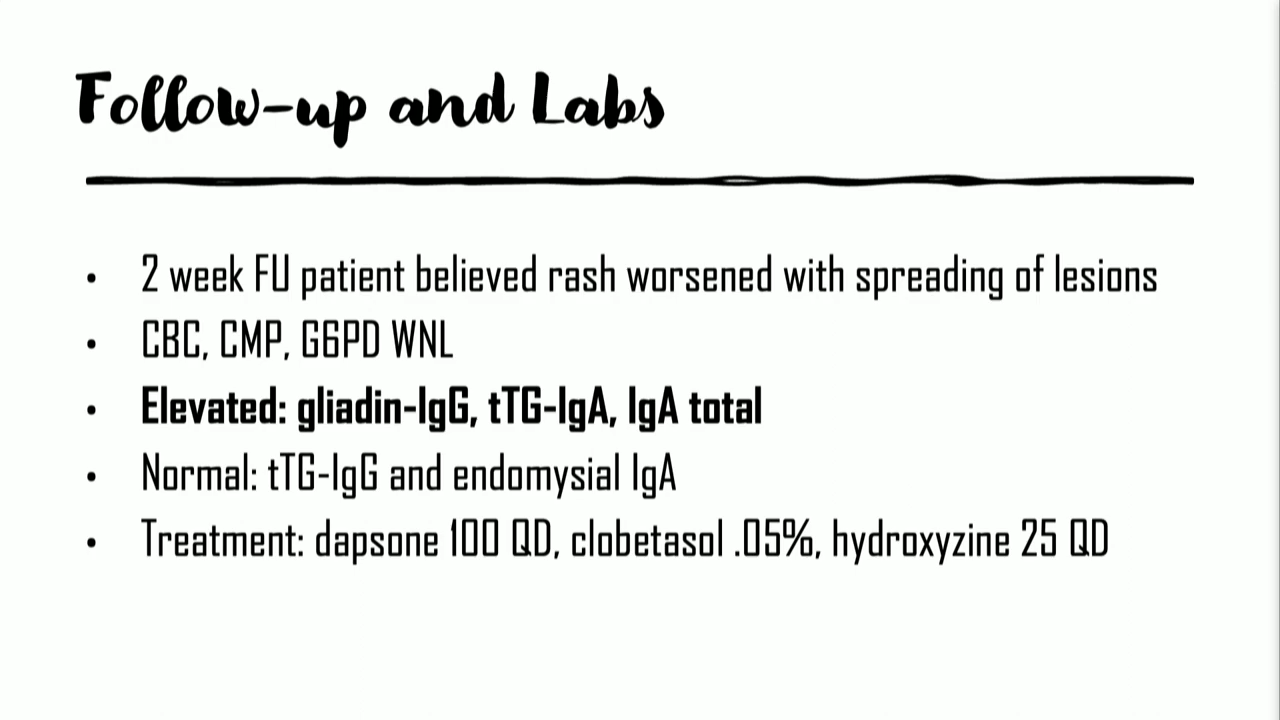 Follow-up and Labs
• 2 week FU patient believed rash worsened with spreading of lesions
• CBC, CMP, G6PD WNL
• Elevated: gliadin-IgG, tTG-IgA, IgA total
• Normal: tTG-IgG and endomysial IgA
• Treatment: dapsone 100 QD, clobetasol .05%, hydroxyzine 25 QD